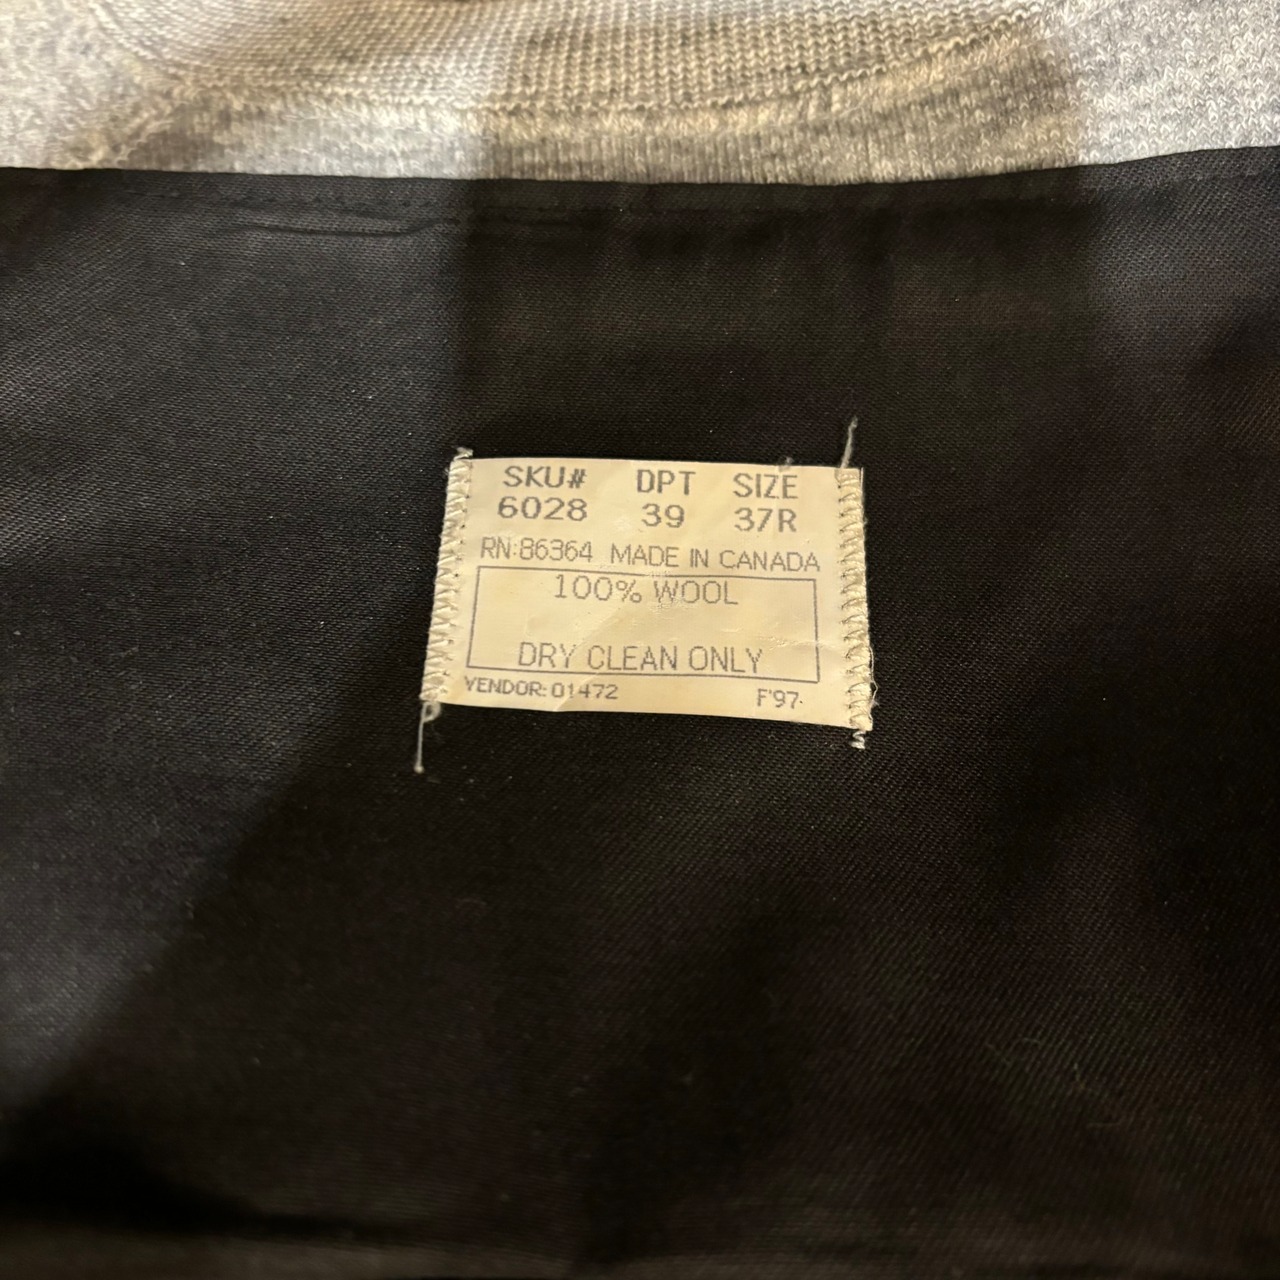 SKU# DPT SIZE
6028 39 37R
RN:86364 MADE IN CANADA
100% WOOL
DRY CLEAN ONLY
VENDOR: 01472 F'97